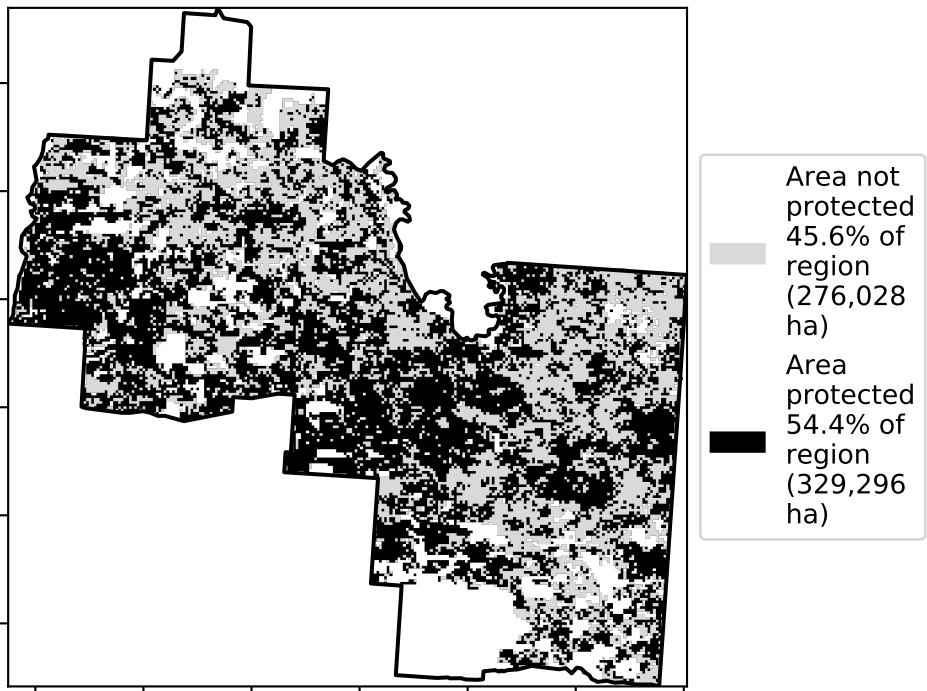 Area not
protected
45.6% of
region
(276,028
ha)
Area
protected
54.4% of
region
(329,296
ha)